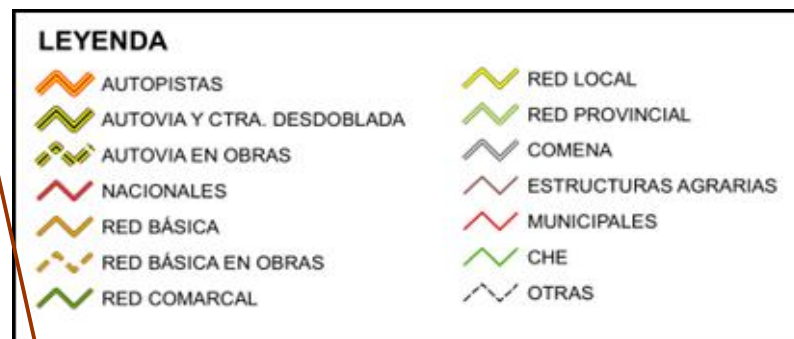 LEYENDA
AUTOPISTAS
AUTOVIA Y CTRA. DESDOBLADA
AUTOVIA EN OBRAS
NACIONALES
RED BÁSICA
RED BÁSICA EN OBRAS
RED COMARCAL
RED LOCAL
RED PROVINCIAL
COMENA
ESTRUCTURAS AGRARIAS
MUNICIPALES
CHE
OTRAS